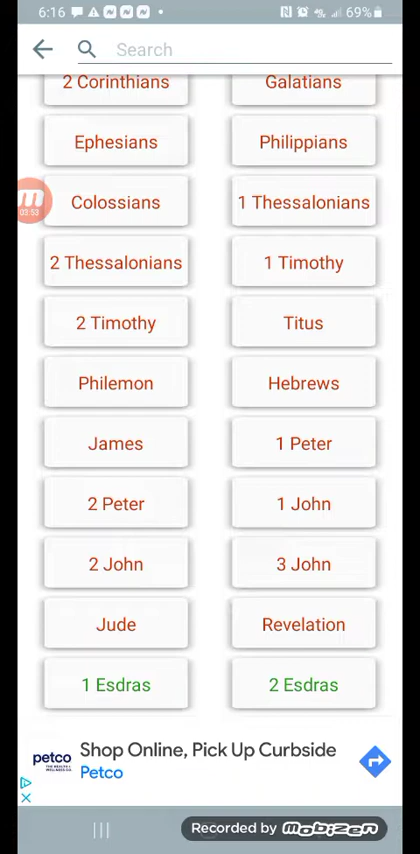 6:16 69%
Search
2 Corinthians Galatians
Ephesians Philippians
Colossians 1 Thessalonians
03:53
2 Thessalonians 1 Timothy
2 Timothy Titus
Philemon Hebrews
James 1 Peter
2 Peter 1 John
2 John 3 John
Jude Revelation
1 Esdras 2 Esdras
Shop Online, Pick Up Curbside
petco
Petco
Recorded by mobizen